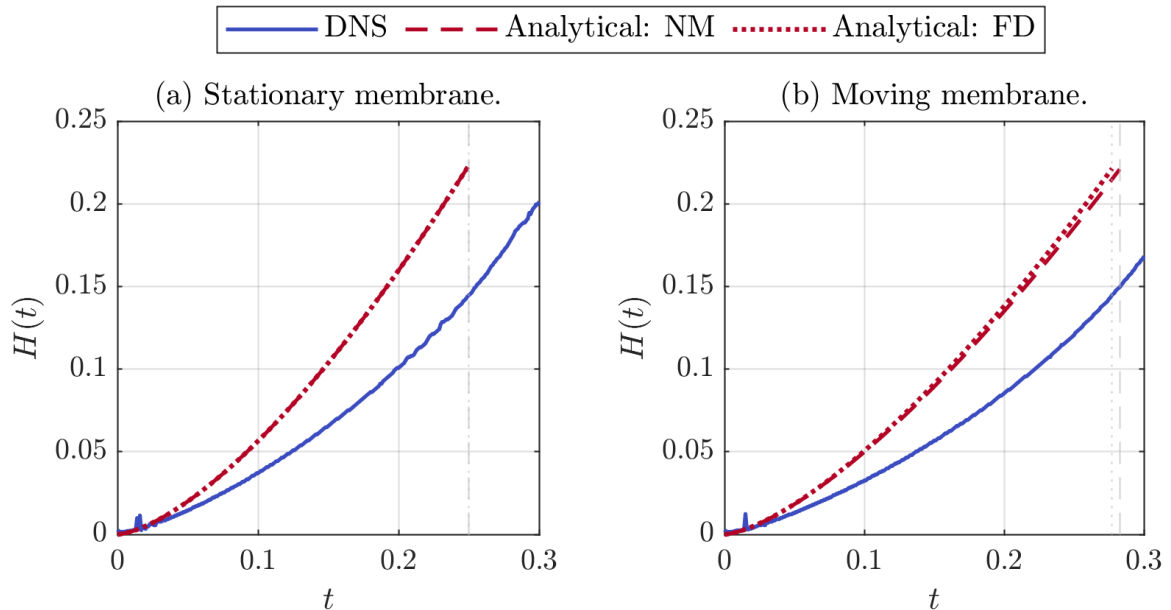 DNS Analytical: NM Analytical: FD
(a) Stationary membrane.
0.25
0.2
0.15
0.1
0.05
0
H(t)
0 0.1 0.2 0.3
t
(b) Moving membrane.
0.25
0.2
0.15
0.1
0.05
0
H(t)
0 0.1 0.2 0.3
t